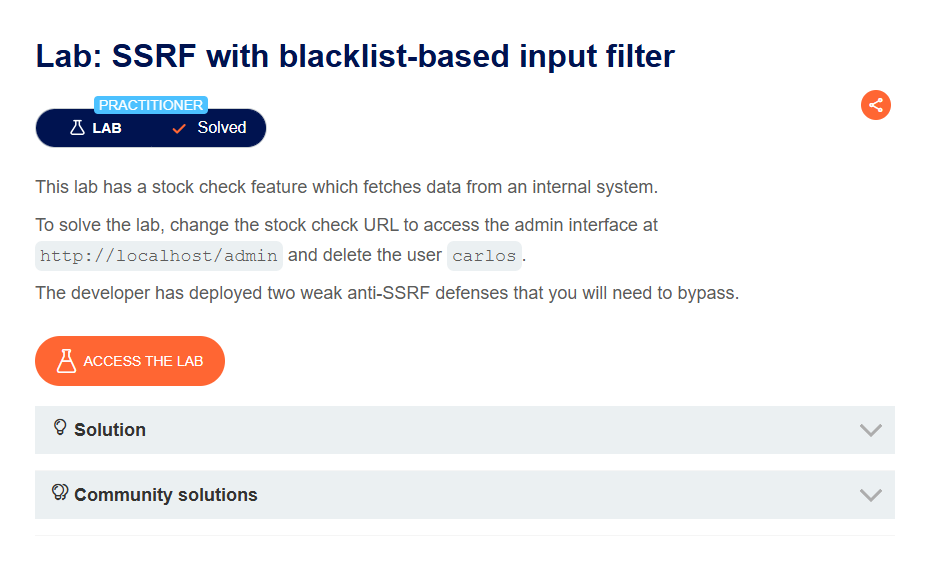 Lab: SSRF with blacklist-based input filter
PRACTITIONER
LAB Solved
This lab has a stock check feature which fetches data from an internal system.
To solve the lab, change the stock check URL to access the admin interface at
http://localhost/admin and delete the user carlos.
The developer has deployed two weak anti-SSRF defenses that you will need to bypass.
ACCESS THE LAB
Solution
Community solutions